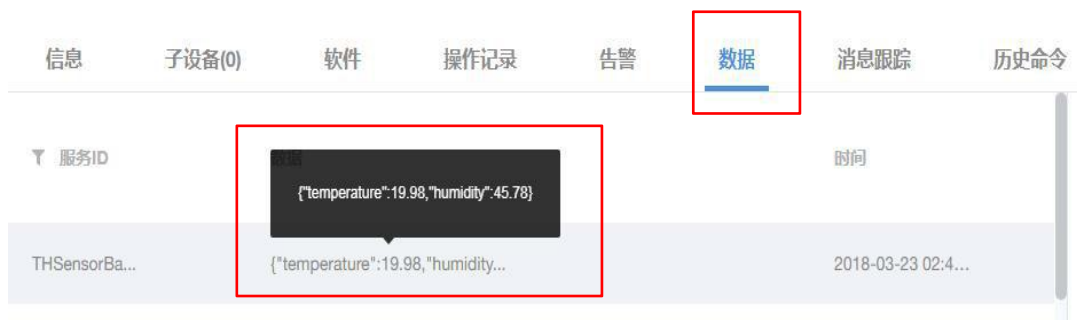 信息 子设备(0) 软件 操作记录 告警 数据 消息跟踪 历史命令
服务ID 数据 时间
{"temperature":19.98,"humidity":45.78}
THSensorBa... {"temperature":19.98,"humidity... 2018-03-23 02:4...